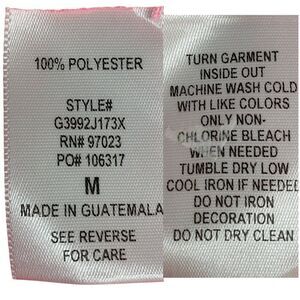 100% POLYESTER
STYLE#
G3992J173X
RN# 97023
PO# 106317
M
MADE IN GUATEMALA
SEE REVERSE
FOR CARE
TURN GARMENT
INSIDE OUT
MACHINE WASH COLD
WITH LIKE COLORS
ONLY NON-
CHLORINE BLEACH
WHEN NEEDED
TUMBLE DRY LOW
COOL IRON IF NEEDED
DO NOT IRON
DECORATION
DO NOT DRY CLEAN